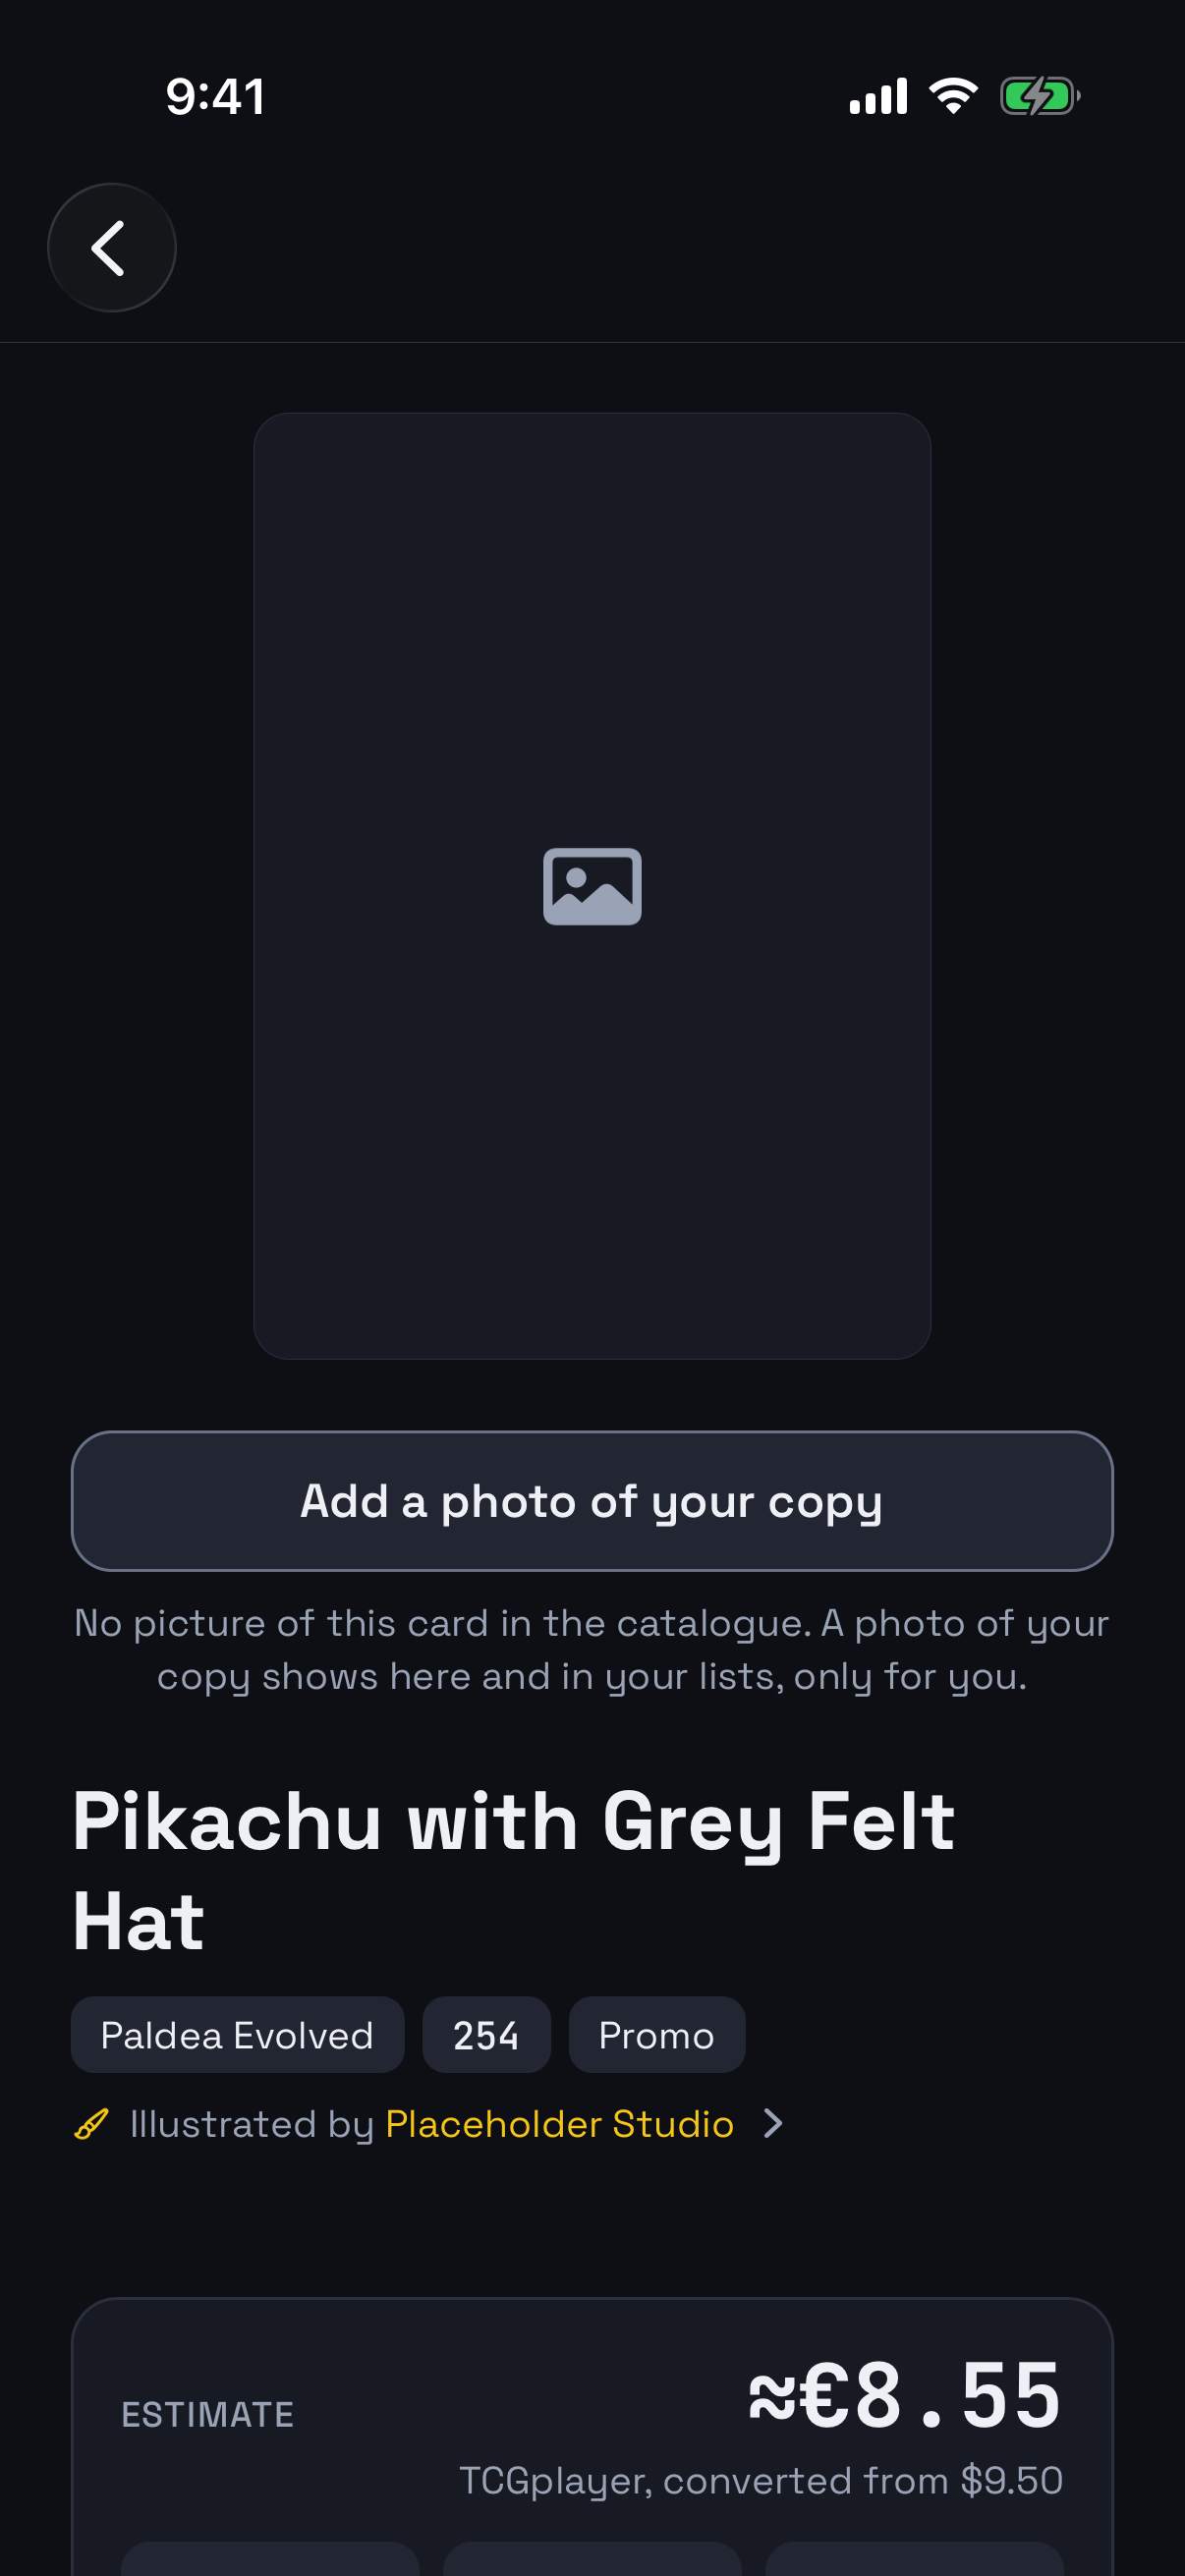 9:41
Add a photo of your copy
No picture of this card in the catalogue. A photo of your
copy shows here and in your lists, only for you.
Pikachu with Grey Felt
Hat
Paldea Evolved 254 Promo
Illustrated by Placeholder Studio
ESTIMATE ≈€8.55
TCGplayer, converted from $9.50